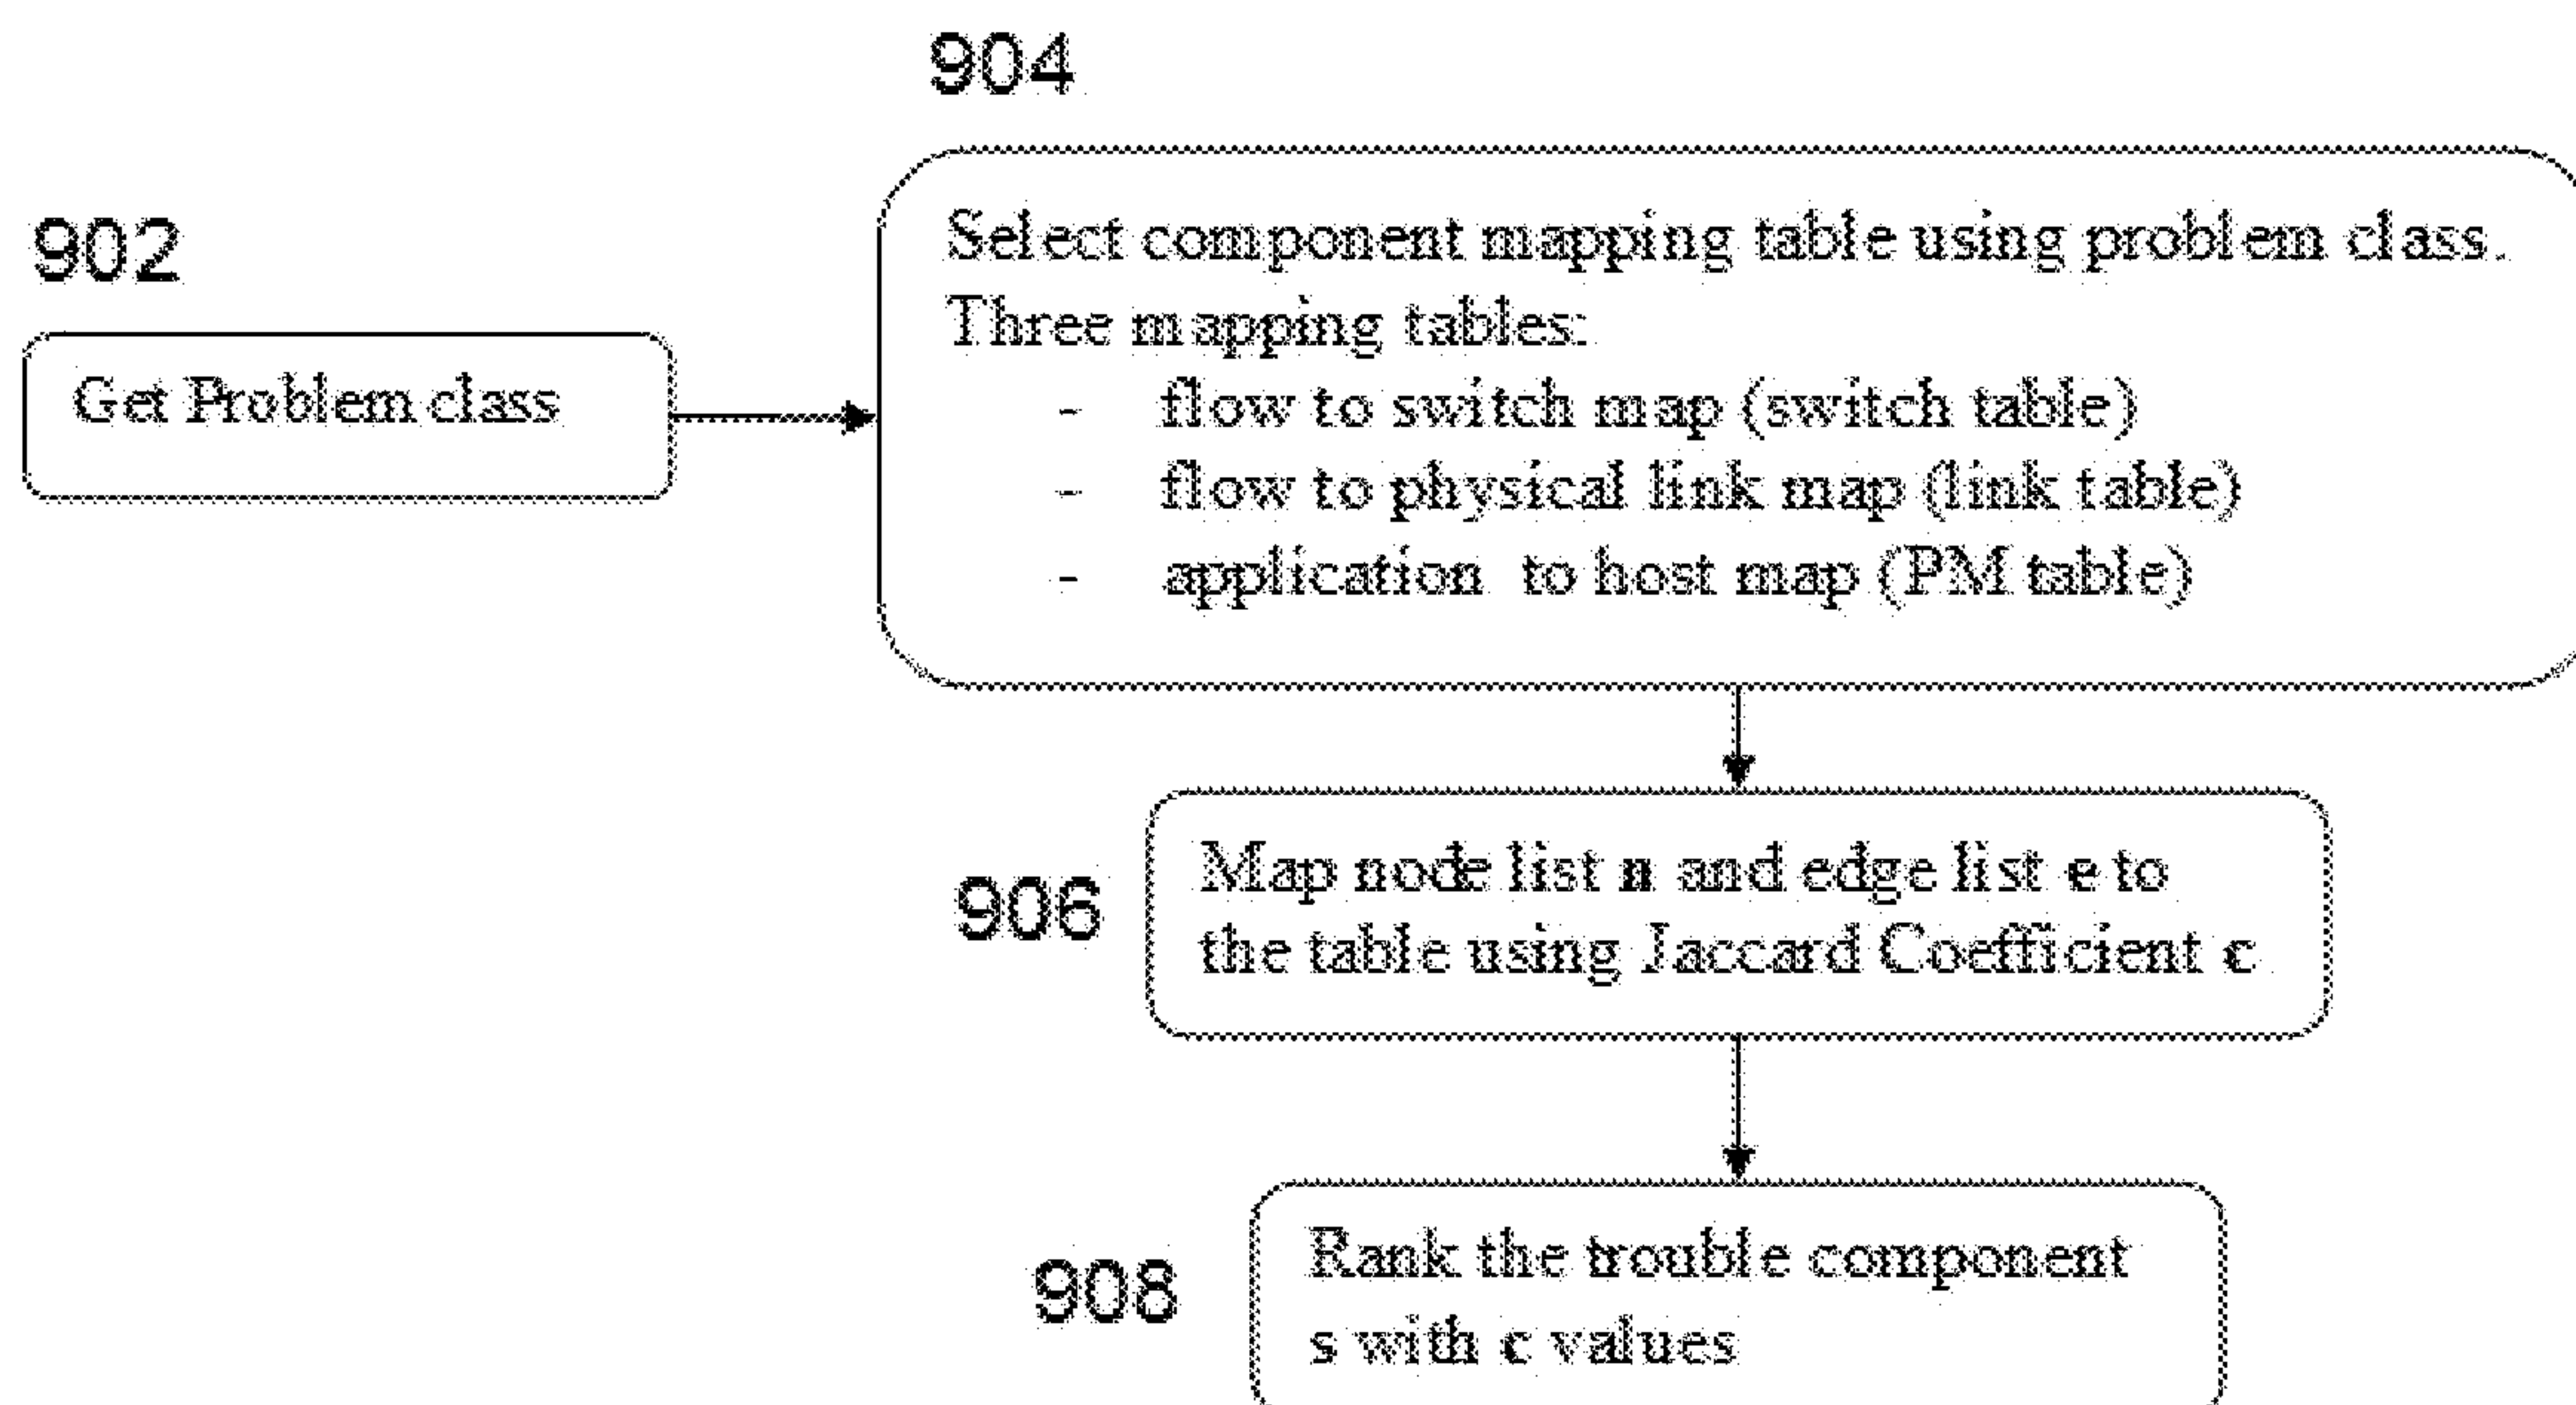 904
902
Select component mapping table using problem class.
Three mapping tables:
Get Problem class
- flow to switch map (switch table)
- flow to physical link map (link table)
- application to host map (PM table)
906
Map node list n and edge list e to
the table using Jaccard Coefficient c
908
Rank the trouble component
s with c values